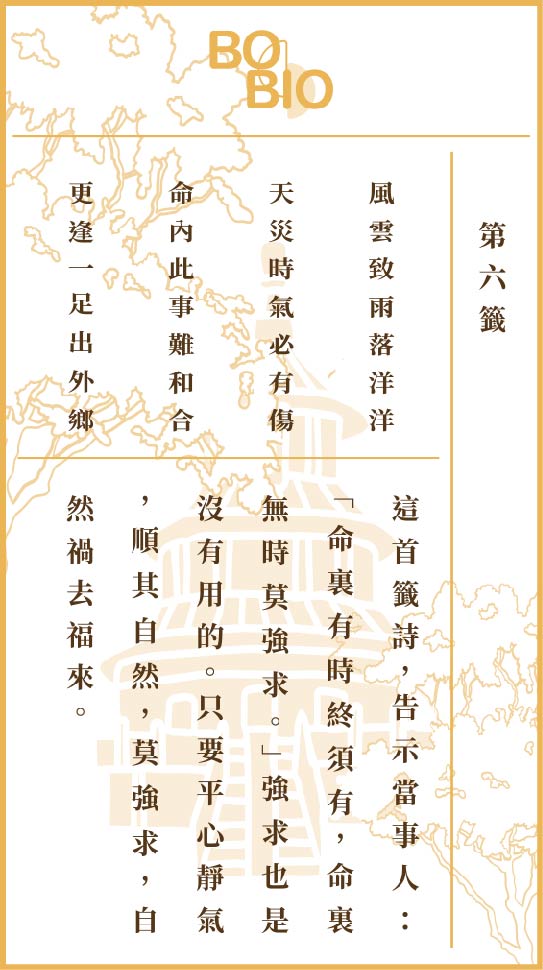 BO
BIO
第六籤
風雲致雨落洋洋
天災時氣必有傷
命內此事難和合
更逢一足出外鄉
這首籤詩，告示當事人：
「命裏有時終須有，命裏
無時莫強求。」強求也是
沒有用的。只要平心靜氣
，順其自然，莫強求，自
然禍去福來。